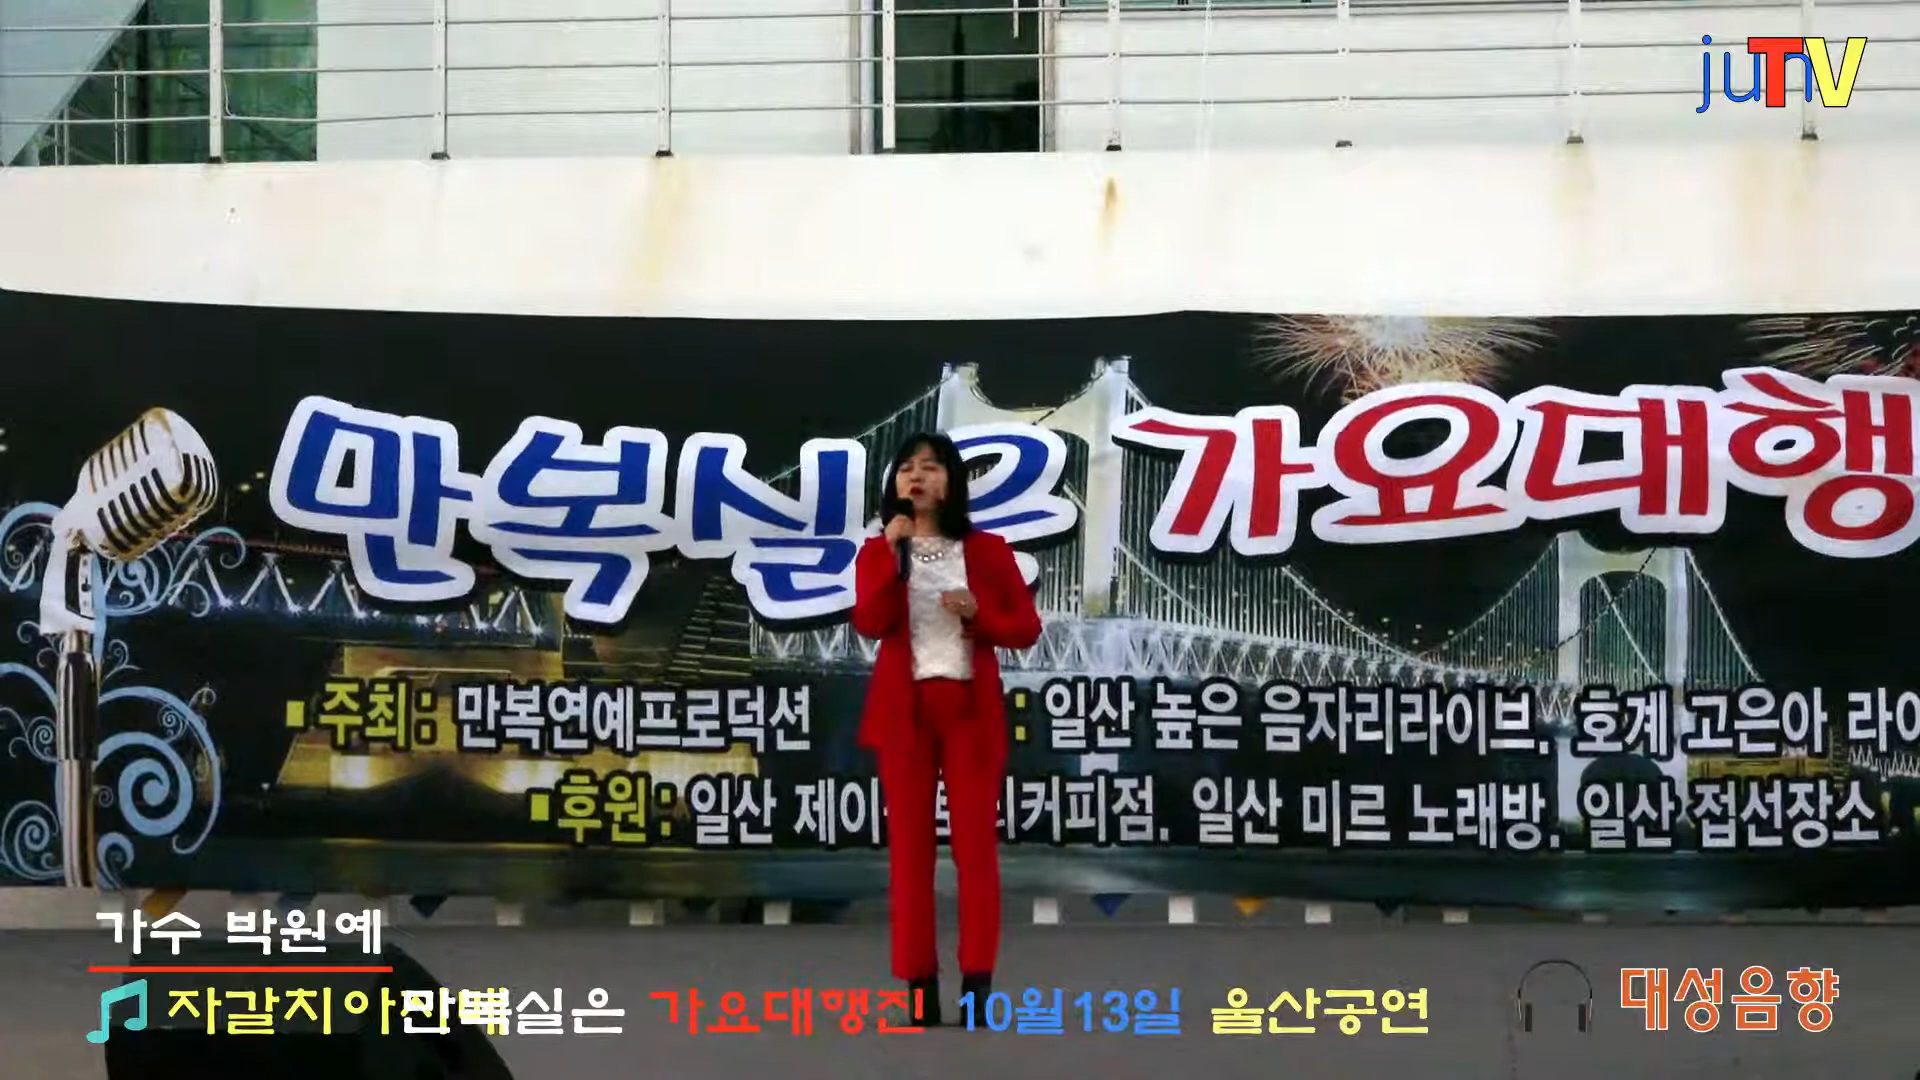 junTV
만복실은 가요대행
주최: 만복연예프로덕션 : 일산 높은 음자리라이브. 호계 고은아 라이
후원: 일산 커피점. 일산 미르 노래방. 일산 접선장소
가수 박원예
자갈치아 만복실은 가요대행진 10월13일 울산공연
대성음향